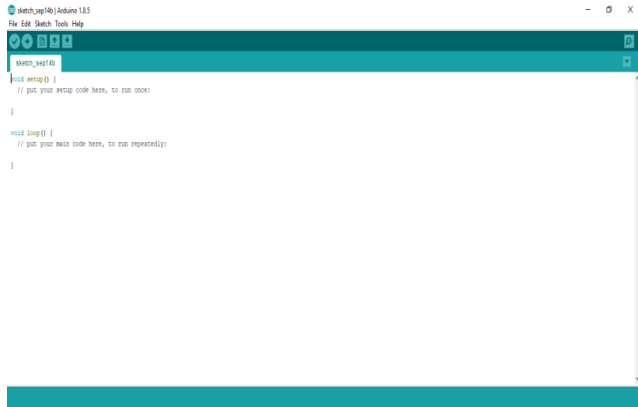 sketch_sep14b | Arduino 1.8.5
File Edit Sketch Tools Help
sketch_sep14b
void setup() {
// put your setup code here, to run once:
}
void loop() {
// put your main code here, to run repeatedly:
}